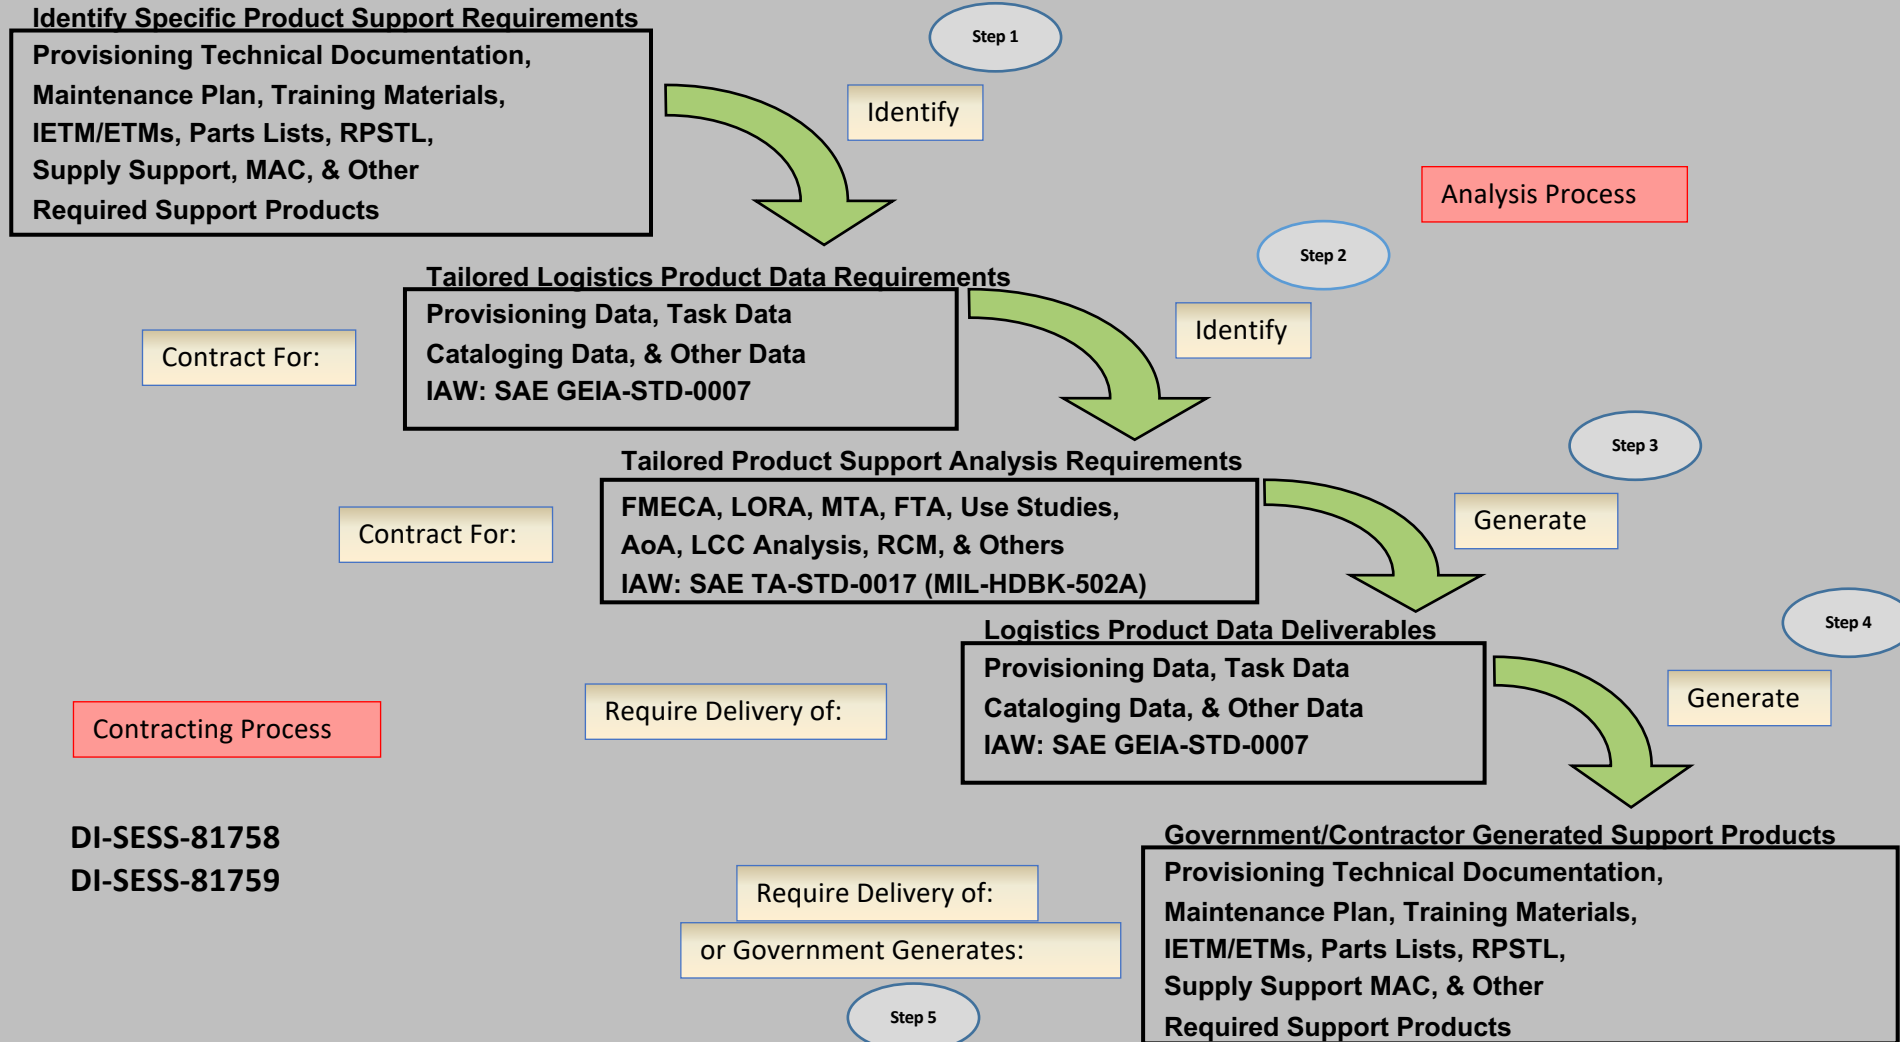 Identify Specific Product Support Requirements
Provisioning Technical Documentation,
Maintenance Plan, Training Materials,
IETM/ETMs, Parts Lists, RPSTL,
Supply Support, MAC, & Other
Required Support Products
Step 1
Identify
Analysis Process
Step 2
Identify
Tailored Logistics Product Data Requirements
Contract For:
Provisioning Data, Task Data
Cataloging Data, & Other Data
IAW: SAE GEIA-STD-0007
Step 3
Generate
Tailored Product Support Analysis Requirements
Contract For:
FMECA, LORA, MTA, FTA, Use Studies,
AoA, LCC Analysis, RCM, & Others
IAW: SAE TA-STD-0017 (MIL-HDBK-502A)
Step 4
Generate
Logistics Product Data Deliverables
Require Delivery of:
Provisioning Data, Task Data
Cataloging Data, & Other Data
IAW: SAE GEIA-STD-0007
Contracting Process
DI-SESS-81758
DI-SESS-81759
Government/Contractor Generated Support Products
Require Delivery of:
or Government Generates:
Step 5
Provisioning Technical Documentation,
Maintenance Plan, Training Materials,
IETM/ETMs, Parts Lists, RPSTL,
Supply Support MAC, & Other
Required Support Products